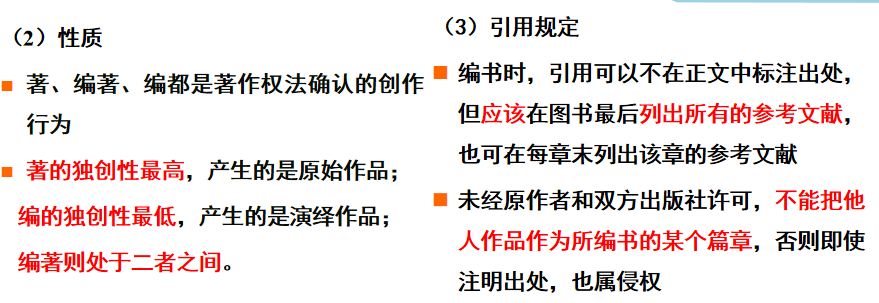 （2）性质
著、编著、编都是著作权法确认的创作
行为
著的独创性最高，产生的是原始作品；
编的独创性最低，产生的是演绎作品；
编著则处于二者之间。
（3）引用规定
编书时，引用可以不在正文中标注出处，
但应该在图书最后列出所有的参考文献，
也可在每章末列出该章的参考文献
未经原作者和双方出版社许可，不能把他
人作品作为所编书的某个篇章，否则即使
注明出处，也属侵权